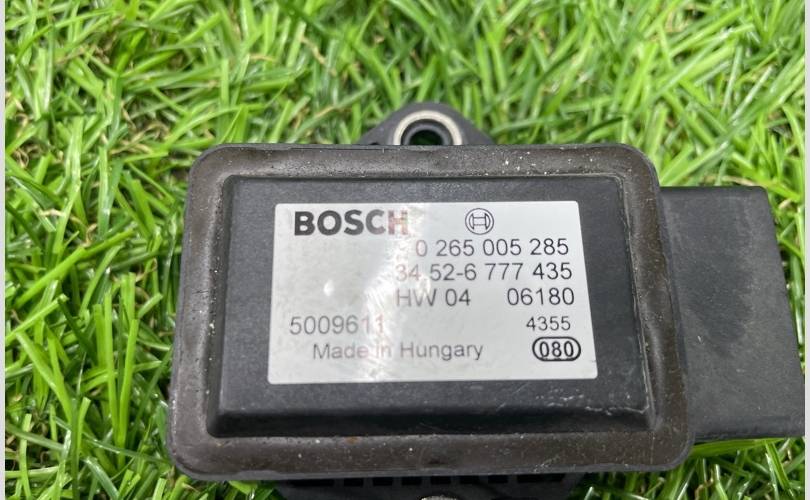 BOSCH
0 265 005 285
34.52-6 777 435
HW 04 06180
5009611 4355
Made in Hungary 080